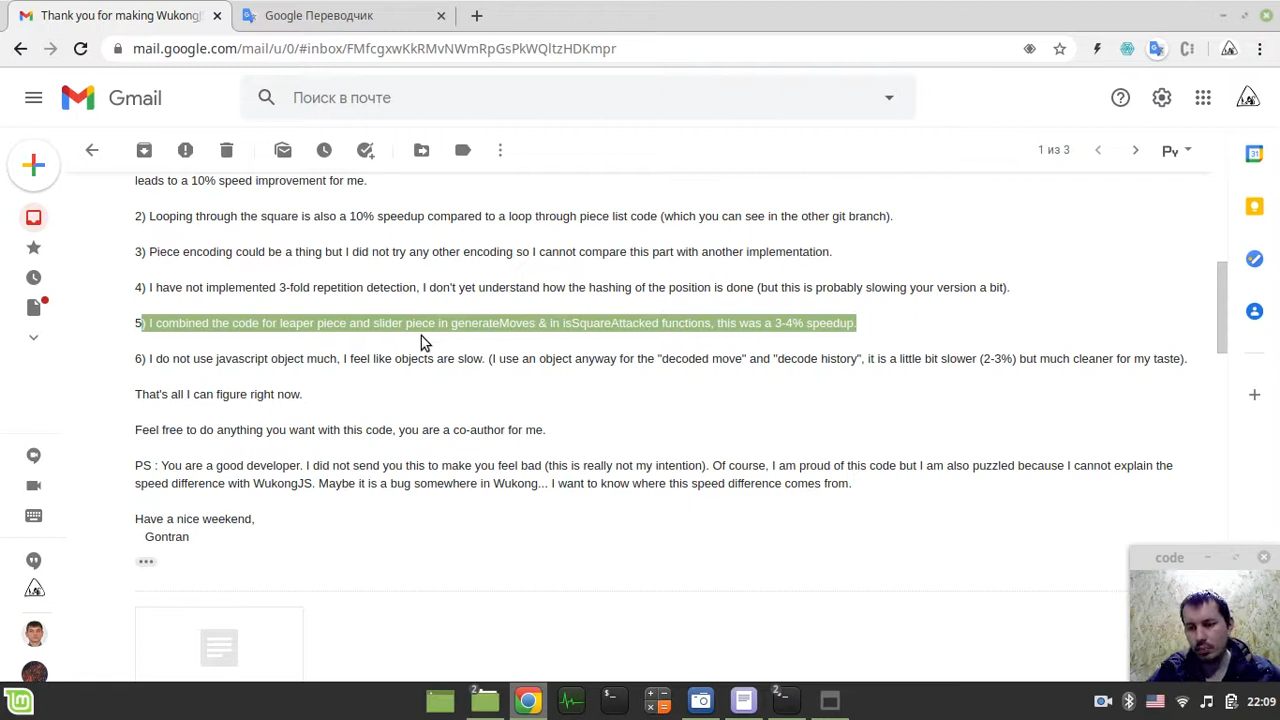 Thank you for making Wukong
Google Переводчик
mail.google.com/mail/u/0/#inbox/FMfcgxwKkRMvNWmRpGsPkWQltzHDKmpr
Gmail
Поиск в почте
1 из 3
31
leads to a 10% speed improvement for me.
2) Looping through the square is also a 10% speedup compared to a loop through piece list code (which you can see in the other git branch).
3) Piece encoding could be a thing but I did not try any other encoding so I cannot compare this part with another implementation.
4) I have not implemented 3-fold repetition detection, I don't yet understand how the hashing of the position is done (but this is probably slowing your version a bit).
5) I combined the code for leaper piece and slider piece in generateMoves & in isSquareAttacked functions, this was a 3-4% speedup.
6) I do not use javascript object much, I feel like objects are slow. (I use an object anyway for the "decoded move" and "decode history", it is a little bit slower (2-3%) but much cleaner for my taste).
That's all I can figure right now.
Feel free to do anything you want with this code, you are a co-author for me.
PS : You are a good developer. I did not send you this to make you feel bad (this is really not my intention). Of course, I am proud of this code but I am also puzzled because I cannot explain the
speed difference with WukongJS. Maybe it is a bug somewhere in Wukong... I want to know where this speed difference comes from.
Have a nice weekend,
Gontran
code
2
2
22:09